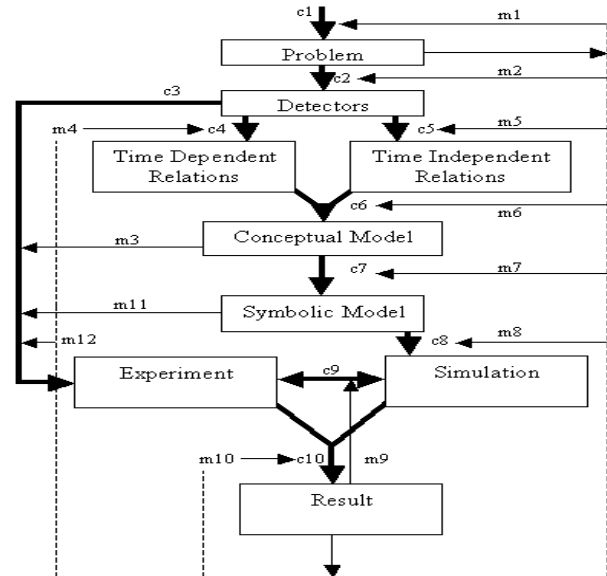 c1
m1
Problem
c2
m2
c3
Detectors
m4
c4
c5
m5
Time Dependent
Relations
Time Independent
Relations
c6
m6
m3
Conceptual Model
c7
m7
m11
Symbolic Model
m12
c8
m8
Experiment
c9
Simulation
m10
c10
m9
Result